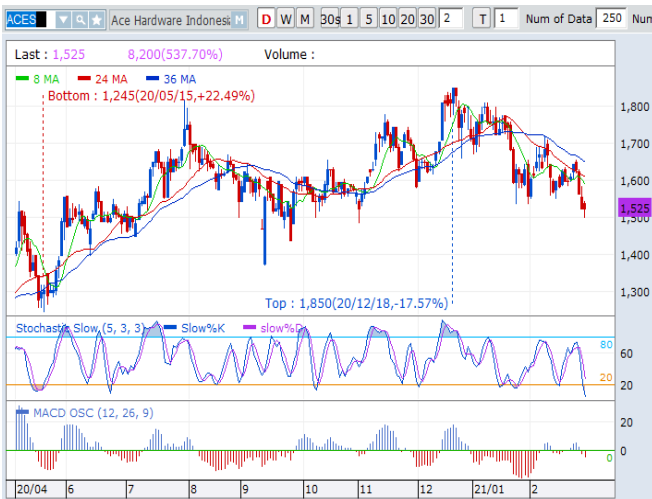 ACES Ace Hardware Indonesi M D W M 30s 1 5 10 20 30 2 T 1 Num of Data 250 Num
Last : 1,525 8,200(537.70%) Volume :
8 MA 24 MA 36 MA
Bottom : 1,245(20/05/15,+22.49%)
1,800
1,700
1,600
1,525
1,500
1,400
1,300
Top : 1,850(20/12/18,-17.57%)
Stochastic Slow (5, 3, 3) Slow%K slow%D
80
60
20
20
MACD OSC (12, 26, 9)
20
0
0
20/04 6 7 8 9 10 11 12 21/01 2